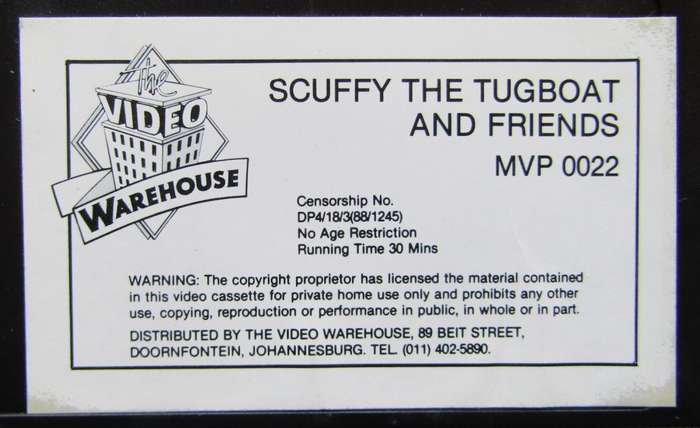 The
VIDEO
WAREHOUSE
SCUFFY THE TUGBOAT
AND FRIENDS
MVP 0022
Censorship No.
DP4/18/3(88/1245)
No Age Restriction
Running Time 30 Mins
WARNING: The copyright proprietor has licensed the material contained
in this video cassette for private home use only and prohibits any other
use, copying, reproduction or performance in public, in whole or in part.
DISTRIBUTED BY THE VIDEO WAREHOUSE, 89 BEIT STREET,
DOORNFONTEIN, JOHANNESBURG. TEL. (011) 402-5890.